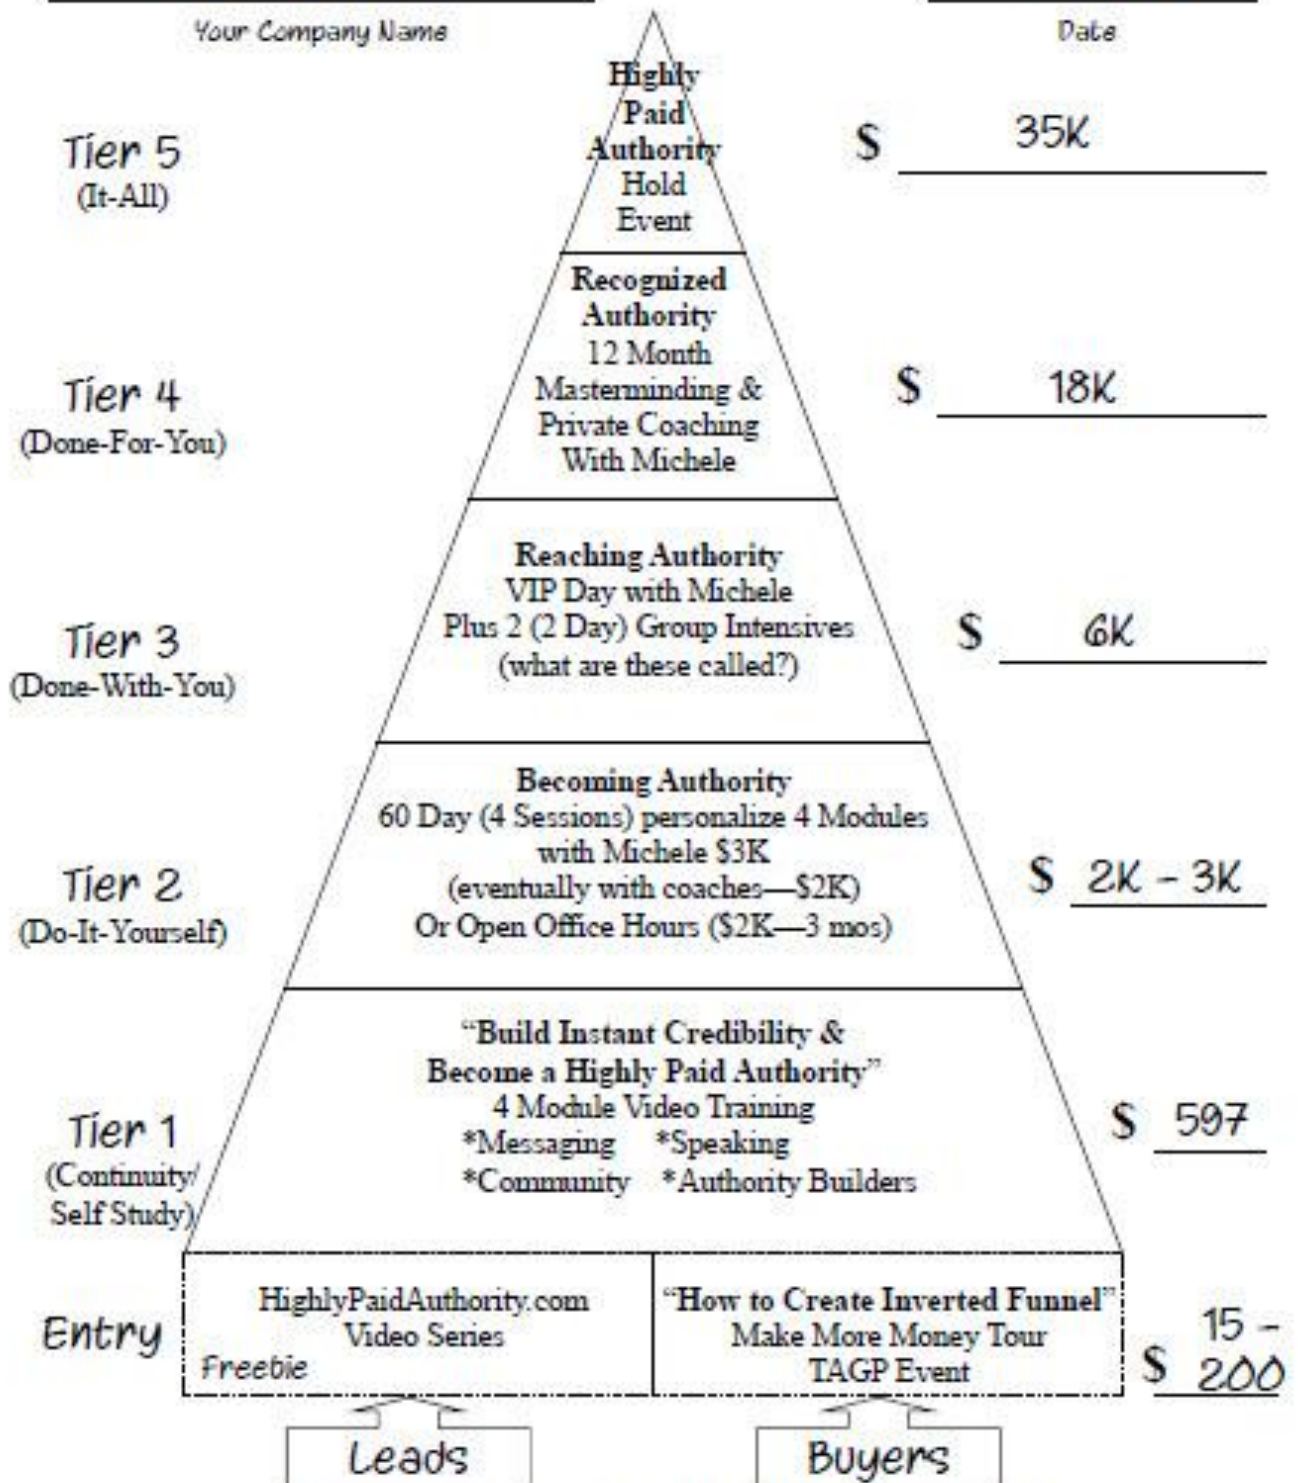 Your Company Name
Date
Tier 5
(It-All)
Highly
Paid
Authority
Hold
Event
$ 35K
Tier 4
(Done-For-You)
Recognized
Authority
12 Month
Masterminding &
Private Coaching
With Michele
$ 18K
Tier 3
(Done-With-You)
Reaching Authority
VIP Day with Michele
Plus 2 (2 Day) Group Intensives
(what are these called?)
$ 6K
Tier 2
(Do-It-Yourself)
Becoming Authority
60 Day (4 Sessions) personalize 4 Modules
with Michele $3K
(eventually with coaches—$2K)
Or Open Office Hours ($2K—3 mos)
$ 2K - 3K
Tier 1
(Continuity/
Self Study)
“Build Instant Credibility &
Become a Highly Paid Authority”
4 Module Video Training
*Messaging *Speaking
*Community *Authority Builders
$ 597
Entry
HighlyPaidAuthority.com
Video Series
Freebie
“How to Create Inverted Funnel”
Make More Money Tour
TAGP Event
15 -
$ 200
Leads
Buyers